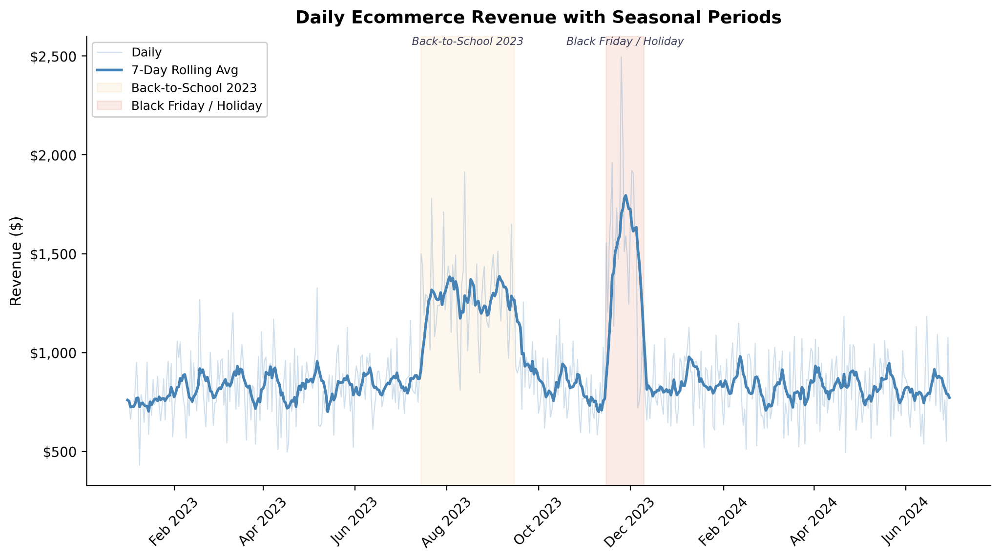 Daily Ecommerce Revenue with Seasonal Periods
Back-to-School 2023
Black Friday / Holiday
Daily
7-Day Rolling Avg
Back-to-School 2023
Black Friday / Holiday
Revenue ($)
$2,500
$2,000
$1,500
$1,000
$500
Feb 2023
Apr 2023
Jun 2023
Aug 2023
Oct 2023
Dec 2023
Feb 2024
Apr 2024
Jun 2024